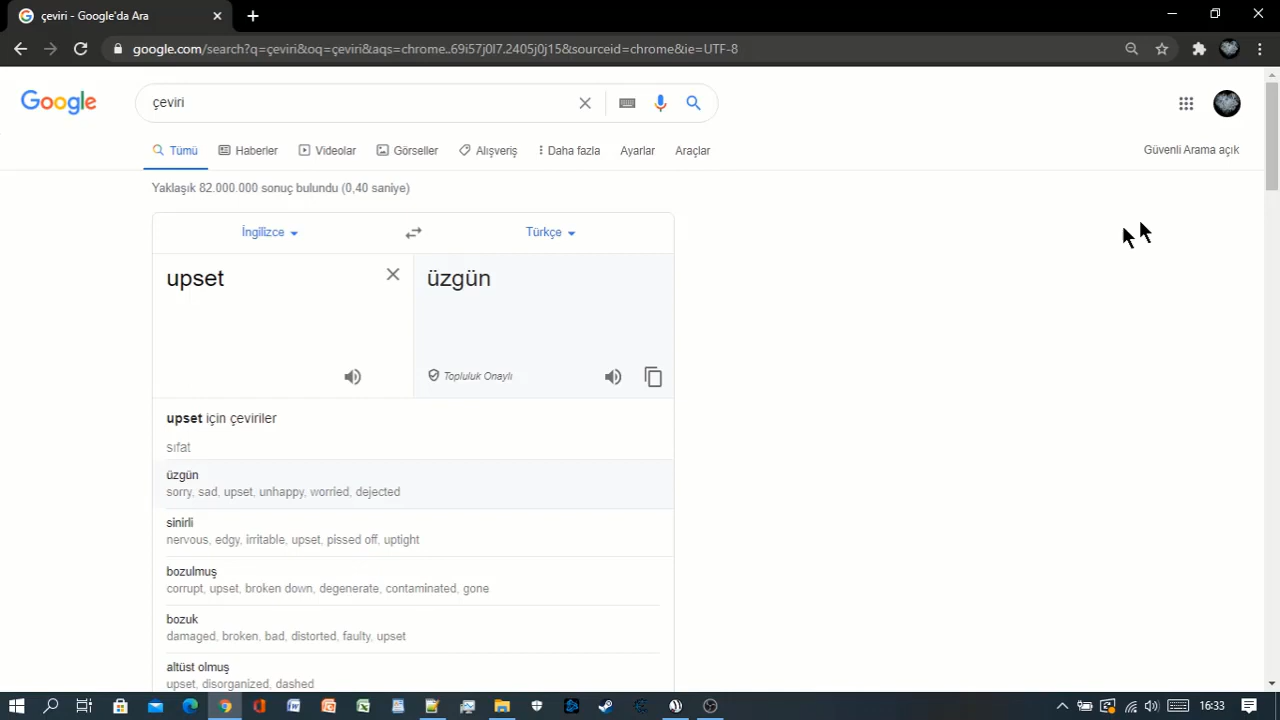 çeviri - Google'da Ara
google.com/search?q=çeviri&oq=çeviri&aqs=chrome..69i57j0l7.2405j0j15&sourceid=chrome&ie=UTF-8
Google
çeviri
Tümü Haberler Videolar Görseller Alışveriş Daha fazla Ayarlar Araçlar
Güvenli Arama açık
Yaklaşık 82.000.000 sonuç bulundu (0,40 saniye)
İngilizce Türkçe
upset üzgün
Topluluk Onaylı
upset için çeviriler
sıfat
üzgün
sorry, sad, upset, unhappy, worried, dejected
sinirli
nervous, edgy, irritable, upset, pissed off, uptight
bozulmuş
corrupt, upset, broken down, degenerate, contaminated, gone
bozuk
damaged, broken, bad, distorted, faulty, upset
altüst olmuş
upset, disorganized, dashed
16:33